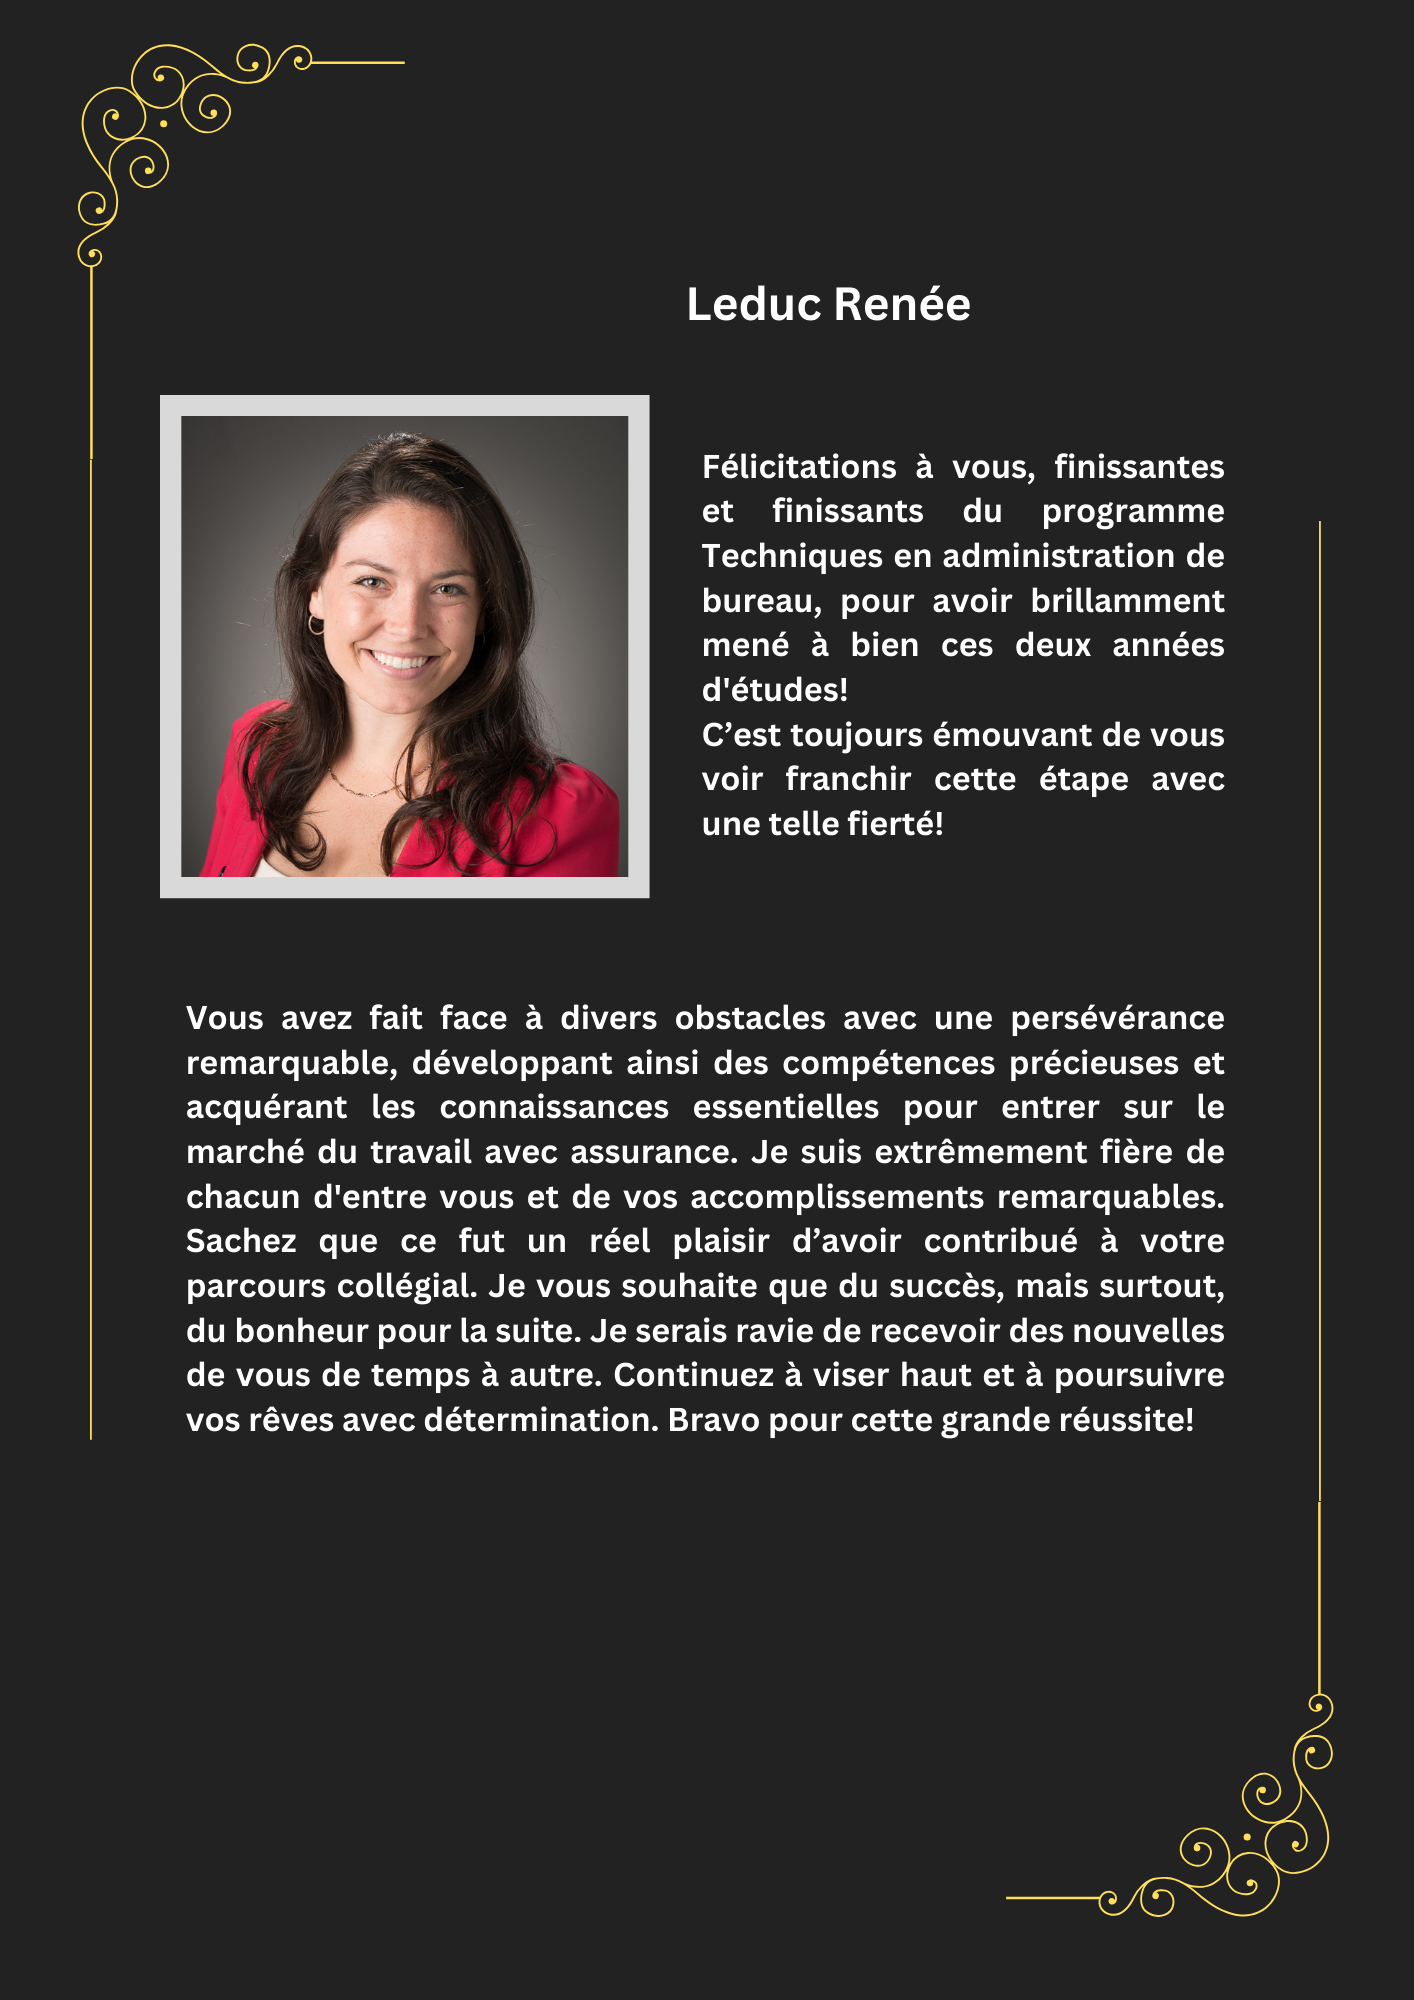 Leduc Renée
Félicitations à vous, finissantes
et finissants du programme
Techniques en administration de
bureau, pour avoir brillamment
mené à bien ces deux années
d'études!
C’est toujours émouvant de vous
voir franchir cette étape avec
une telle fierté!
Vous avez fait face à divers obstacles avec une persévérance
remarquable, développant ainsi des compétences précieuses et
acquérant les connaissances essentielles pour entrer sur le
marché du travail avec assurance. Je suis extrêmement fière de
chacun d'entre vous et de vos accomplissements remarquables.
Sachez que ce fut un réel plaisir d’avoir contribué à votre
parcours collégial. Je vous souhaite que du succès, mais surtout,
du bonheur pour la suite. Je serais ravie de recevoir des nouvelles
de vous de temps à autre. Continuez à viser haut et à poursuivre
vos rêves avec détermination. Bravo pour cette grande réussite!